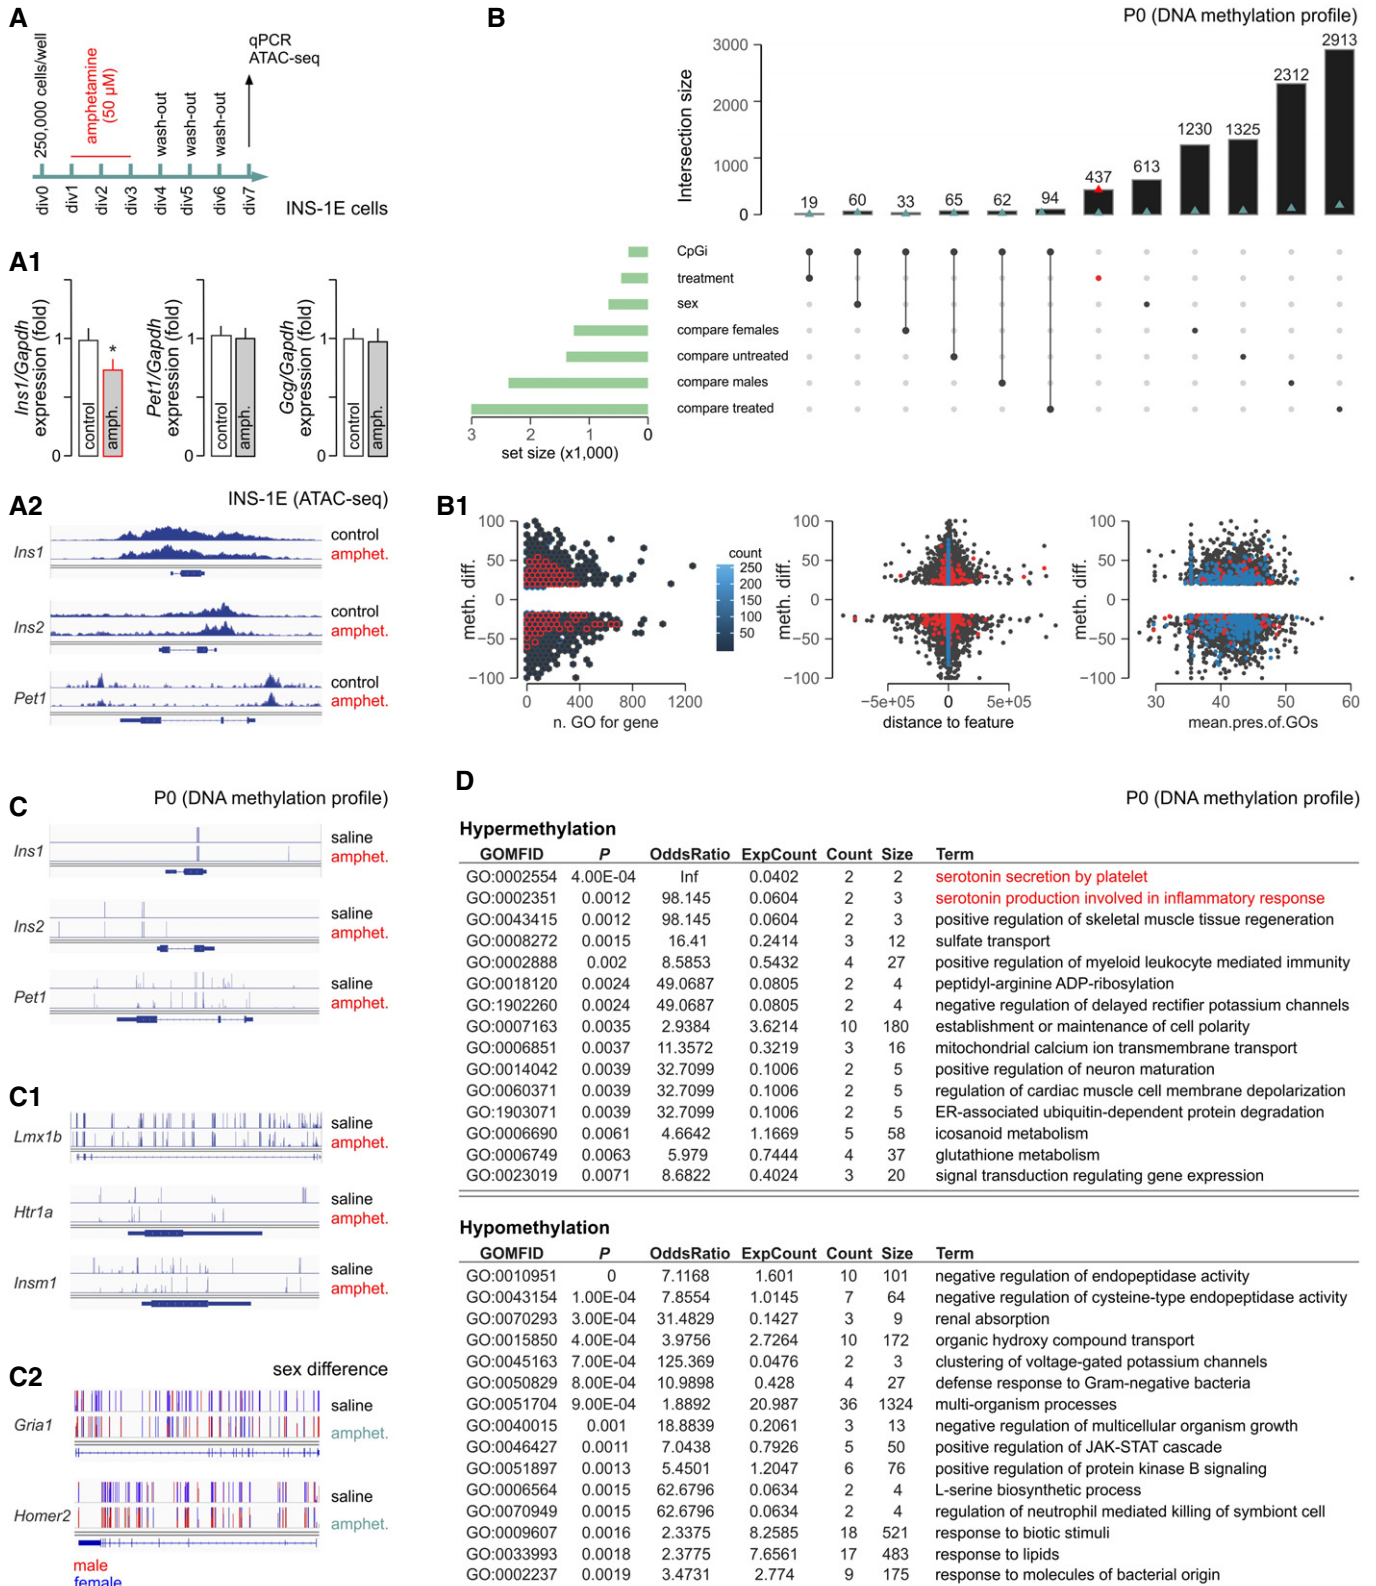 A
250,000 cells/well
amphetamine
(50 µM)
wash-out
wash-out
wash-out
qPCR
ATAC-seq
div0
div1
div2
div3
div4
div5
div6
div7
INS-1E cells
A1
Ins1/Gapdh
expression (fold)
1
0
control
amph.
*
Pet1/Gapdh
expression (fold)
1
0
control
amph.
Gcg/Gapdh
expression (fold)
1
0
control
amph.
A2
INS-1E (ATAC-seq)
Ins1
control
amphet.
Ins2
control
amphet.
Pet1
control
amphet.
B
P0 (DNA methylation profile)
Intersection size
3000
2000
1000
0
19
60
33
65
62
94
437
613
1230
1325
2312
2913
CpGi
treatment
sex
compare females
compare untreated
compare males
compare treated
3 2 1 0
set size (x1,000)
B1
meth. diff.
100
50
0
−50
−100
0 400 800 1200
n. GO for gene
count
250
200
150
100
50
meth. diff.
100
50
0
−50
−100
−5e+05 0 5e+05
distance to feature
meth. diff.
100
50
0
−50
−100
30 40 50 60
mean.pres.of.GOs
C
P0 (DNA methylation profile)
Ins1
saline
amphet.
Ins2
saline
amphet.
Pet1
saline
amphet.
C1
Lmx1b
saline
amphet.
Htr1a
saline
amphet.
Insm1
saline
amphet.
C2
sex difference
Gria1
saline
amphet.
Homer2
saline
amphet.
male
female
D
P0 (DNA methylation profile)
Hypermethylation
GOMFID P OddsRatio ExpCount Count Size Term
GO:0002554 4.00E-04 Inf 0.0402 2 2 serotonin secretion by platelet
GO:0002351 0.0012 98.145 0.0604 2 3 serotonin production involved in inflammatory response
GO:0043415 0.0012 98.145 0.0604 2 3 positive regulation of skeletal muscle tissue regeneration
GO:0008272 0.0015 16.41 0.2414 3 12 sulfate transport
GO:0002888 0.002 8.5853 0.5432 4 27 positive regulation of myeloid leukocyte mediated immunity
GO:0018120 0.0024 49.0687 0.0805 2 4 peptidyl-arginine ADP-ribosylation
GO:1902260 0.0024 49.0687 0.0805 2 4 negative regulation of delayed rectifier potassium channels
GO:0007163 0.0035 2.9384 3.6214 10 180 establishment or maintenance of cell polarity
GO:0006851 0.0037 11.3572 0.3219 3 16 mitochondrial calcium ion transmembrane transport
GO:0014042 0.0039 32.7099 0.1006 2 5 positive regulation of neuron maturation
GO:0060371 0.0039 32.7099 0.1006 2 5 regulation of cardiac muscle cell membrane depolarization
GO:1903071 0.0039 32.7099 0.1006 2 5 ER-associated ubiquitin-dependent protein degradation
GO:0006690 0.0061 4.6642 1.1669 5 58 icosanoid metabolism
GO:0006749 0.0063 5.979 0.7444 4 37 glutathione metabolism
GO:0023019 0.0071 8.6822 0.4024 3 20 signal transduction regulating gene expression
Hypomethylation
GOMFID P OddsRatio ExpCount Count Size Term
GO:0010951 0 7.1168 1.601 10 101 negative regulation of endopeptidase activity
GO:0043154 1.00E-04 7.8554 1.0145 7 64 negative regulation of cysteine-type endopeptidase activity
GO:0070293 3.00E-04 31.4829 0.1427 3 9 renal absorption
GO:0015850 4.00E-04 3.9756 2.7264 10 172 organic hydroxy compound transport
GO:0045163 7.00E-04 125.369 0.0476 2 3 clustering of voltage-gated potassium channels
GO:0050829 8.00E-04 10.9898 0.428 4 27 defense response to Gram-negative bacteria
GO:0051704 9.00E-04 1.8892 20.987 36 1324 multi-organism processes
GO:0040015 0.001 18.8839 0.2061 3 13 negative regulation of multicellular organism growth
GO:0046427 0.0011 7.0438 0.7926 5 50 positive regulation of JAK-STAT cascade
GO:0051897 0.0013 5.4501 1.2047 6 76 positive regulation of protein kinase B signaling
GO:0006564 0.0015 62.6796 0.0634 2 4 L-serine biosynthetic process
GO:0070949 0.0015 62.6796 0.0634 2 4 regulation of neutrophil mediated killing of symbiont cell
GO:0009607 0.0016 2.3375 8.2585 18 521 response to biotic stimuli
GO:0033993 0.0018 2.3775 7.6561 17 483 response to lipids
GO:0002237 0.0019 3.4731 2.774 9 175 response to molecules of bacterial origin